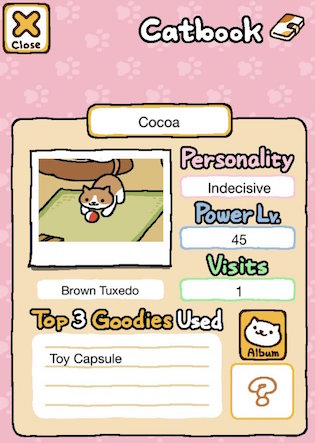 Close
Catbook
Cocoa
Personality
Indecisive
Power Lv.
45
Visits
1
Brown Tuxedo
Top 3 Goodies Used
Toy Capsule
Album
?